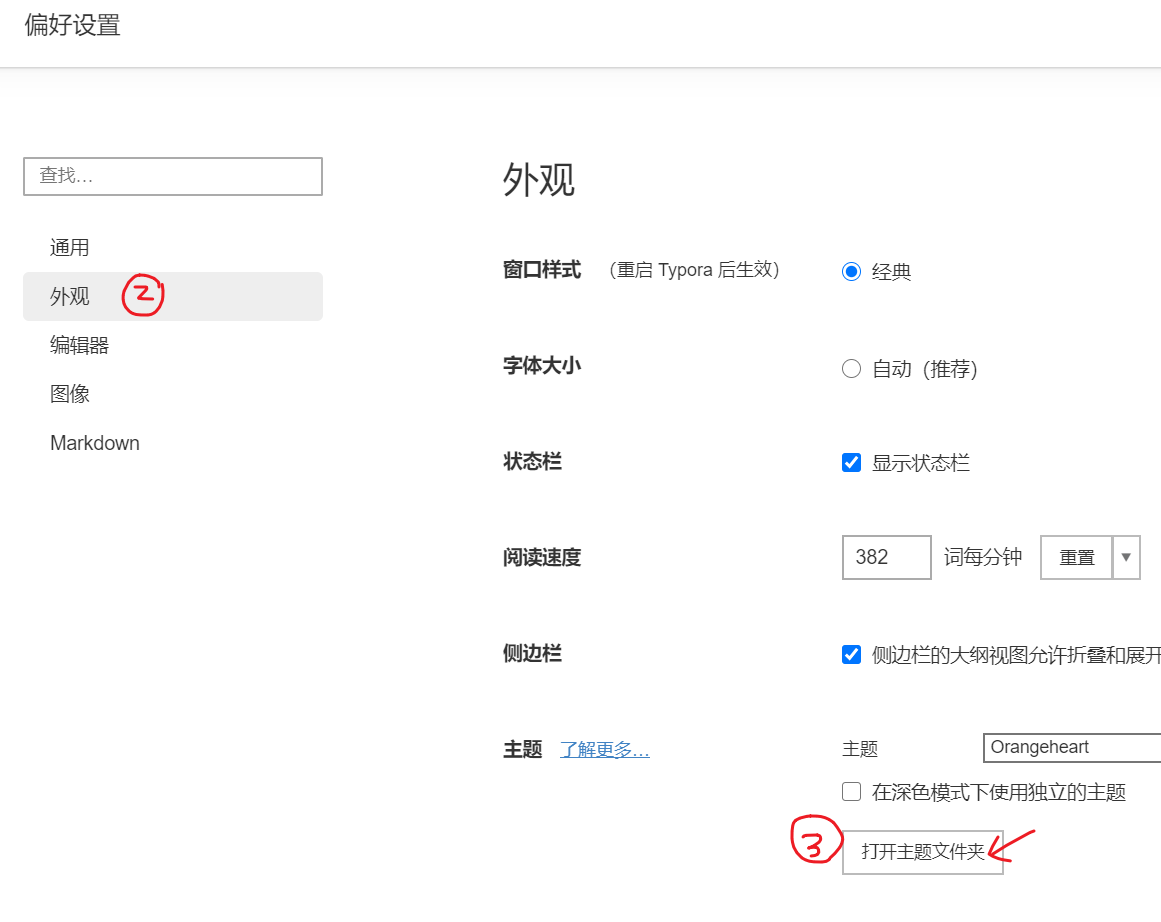 偏好设置
查找…
通用
外观 ②
编辑器
图像
Markdown
外观
窗口样式 （重启 Typora 后生效） 经典
字体大小 自动（推荐）
状态栏 显示状态栏
阅读速度 382 词每分钟 重置
侧边栏 侧边栏的大纲视图允许折叠和展开
主题 了解更多… 主题 Orangeheart
在深色模式下使用独立的主题
③ 打开主题文件夹